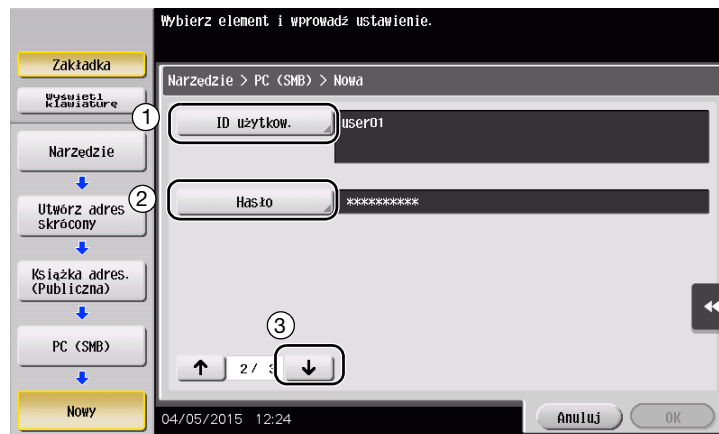 Wybierz element i wprowadź ustawienie.
Zakładka
Wyświetl
klawiaturę
Narzędzie > PC (SMB) > Nowa
1
ID użytkow.
user01
Narzędzie
2
Hasło
**********
Utwórz adres
skrócony
Książka adres.
(Publiczna)
3
PC (SMB)
2/ 3
Nowy
04/05/2015 12:24
Anuluj
OK